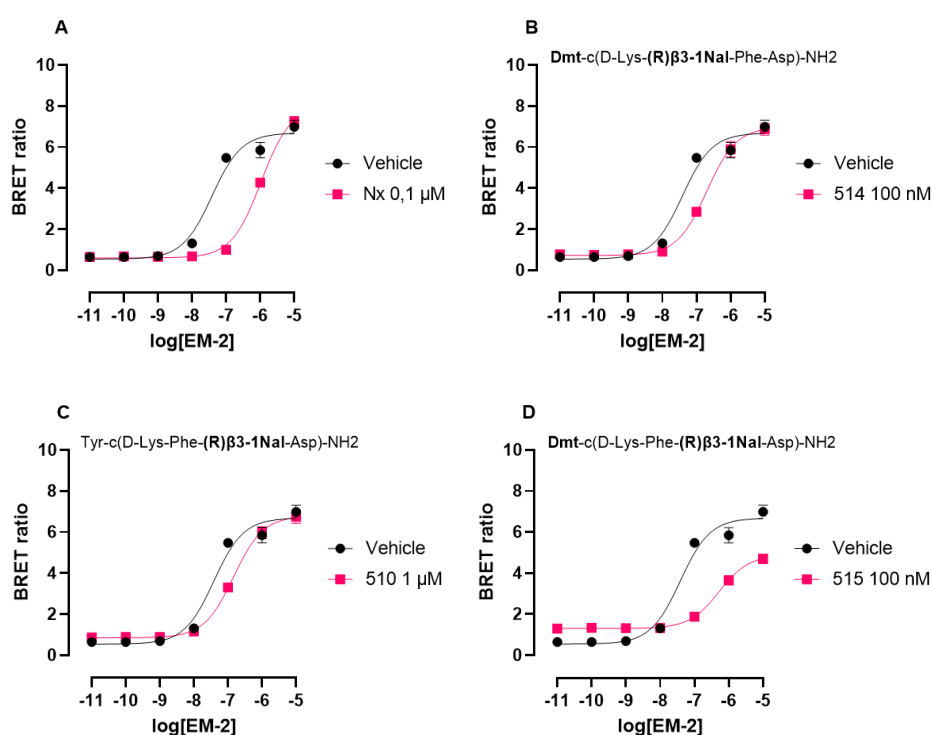 A
10
8
6
4
2
0
BRET ratio
-11 -10 -9 -8 -7 -6 -5
log[EM-2]
Vehicle
Nx 0,1 µM
B
Dmt-c(D-Lys-(R)β3-1Nal-Phe-Asp)-NH2
10
8
6
4
2
0
BRET ratio
-11 -10 -9 -8 -7 -6 -5
log[EM-2]
Vehicle
514 100 nM
C
Tyr-c(D-Lys-Phe-(R)β3-1Nal-Asp)-NH2
10
8
6
4
2
0
BRET ratio
-11 -10 -9 -8 -7 -6 -5
log[EM-2]
Vehicle
510 1 µM
D
Dmt-c(D-Lys-Phe-(R)β3-1Nal-Asp)-NH2
10
8
6
4
2
0
BRET ratio
-11 -10 -9 -8 -7 -6 -5
log[EM-2]
Vehicle
515 100 nM